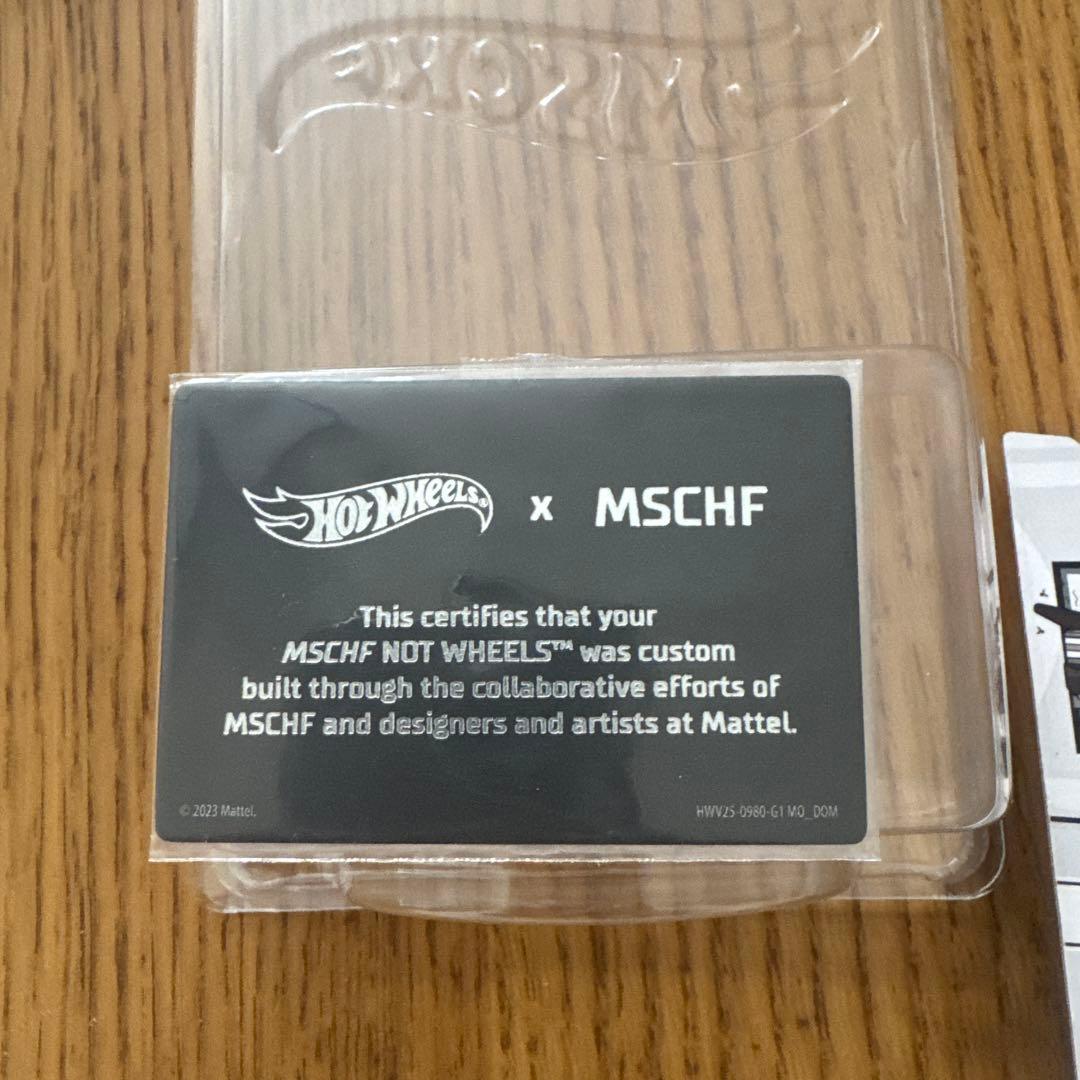 HOT WHEELS® x MSCHF
This certifies that your
MSCHF NOT WHEELS™ was custom
built through the collaborative efforts of
MSCHF and designers and artists at Mattel.
© 2023 Mattel. HWV25-0980-G1 MO_DOM